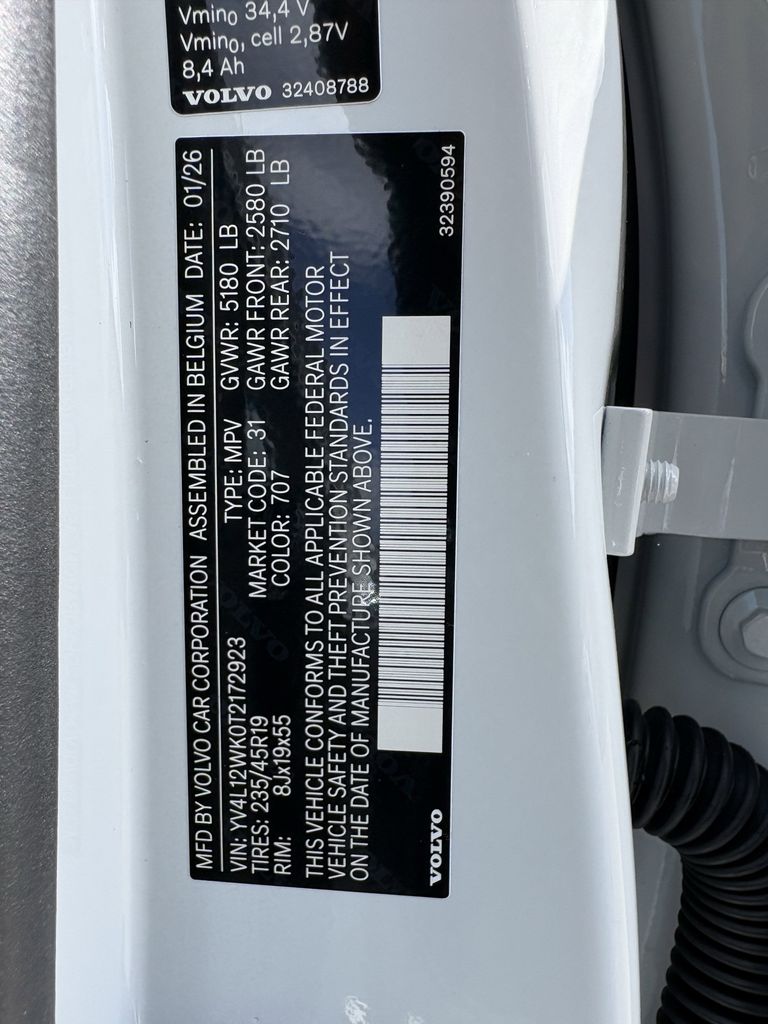 Vmin₀ 34,4 V
Vmin₀, cell 2,87V
8,4 Ah
VOLVO 32408788
MFD BY VOLVO CAR CORPORATION ASSEMBLED IN BELGIUM DATE: 01/26
VIN: YV4L12WK0T2172923 TYPE: MPV GVWR: 5180 LB
TIRES: 235/45R19 MARKET CODE: 31 GAWR FRONT: 2580 LB
RIM: 8Jx19x55 COLOR: 707 GAWR REAR: 2710 LB
THIS VEHICLE CONFORMS TO ALL APPLICABLE FEDERAL MOTOR
VEHICLE SAFETY AND THEFT PREVENTION STANDARDS IN EFFECT
ON THE DATE OF MANUFACTURE SHOWN ABOVE.
VOLVO 32390594